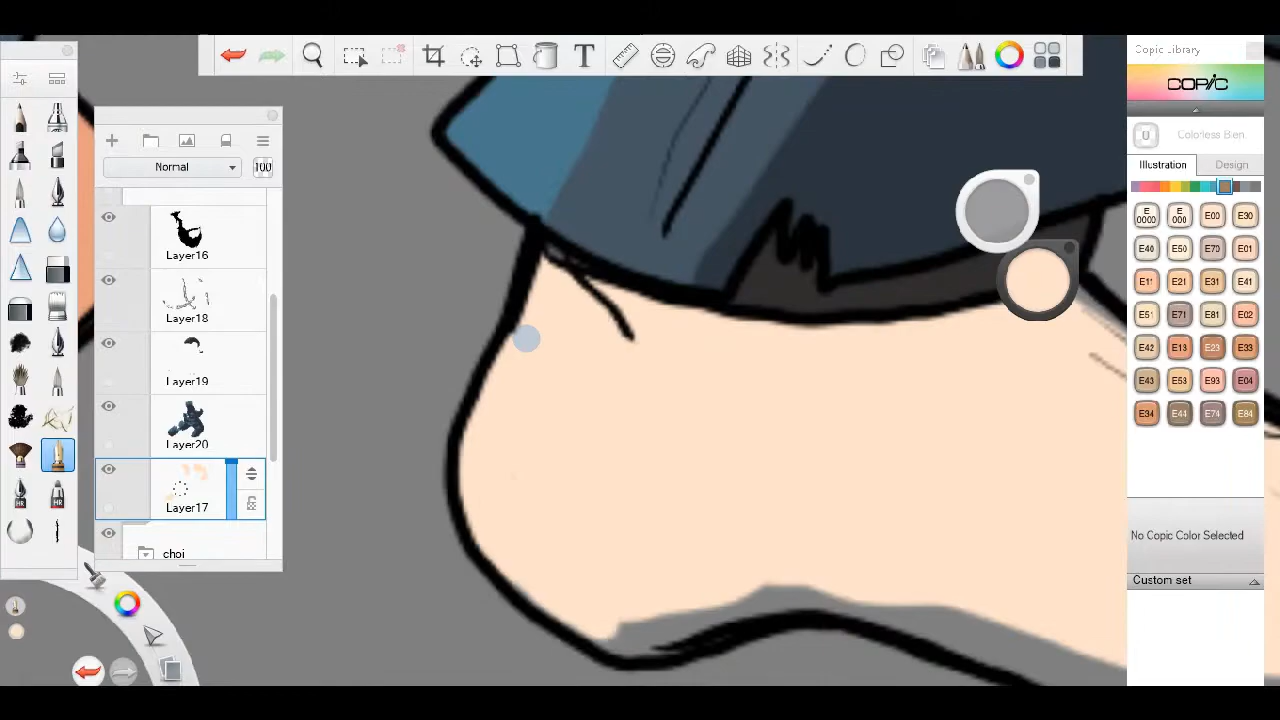 T
Normal
100
Layer16
Layer18
Layer19
Layer20
Layer17
choi
HR
HR
Copic Library
COPIC
U
Colorless Blen
Illustration
Design
E 0000
E 000
E00
E30
E40
E50
E70
E01
E11
E21
E31
E41
E51
E71
E81
E02
E42
E13
E23
E33
E43
E53
E93
E04
E34
E44
E74
E84
No Copic Color Selected
Custom set